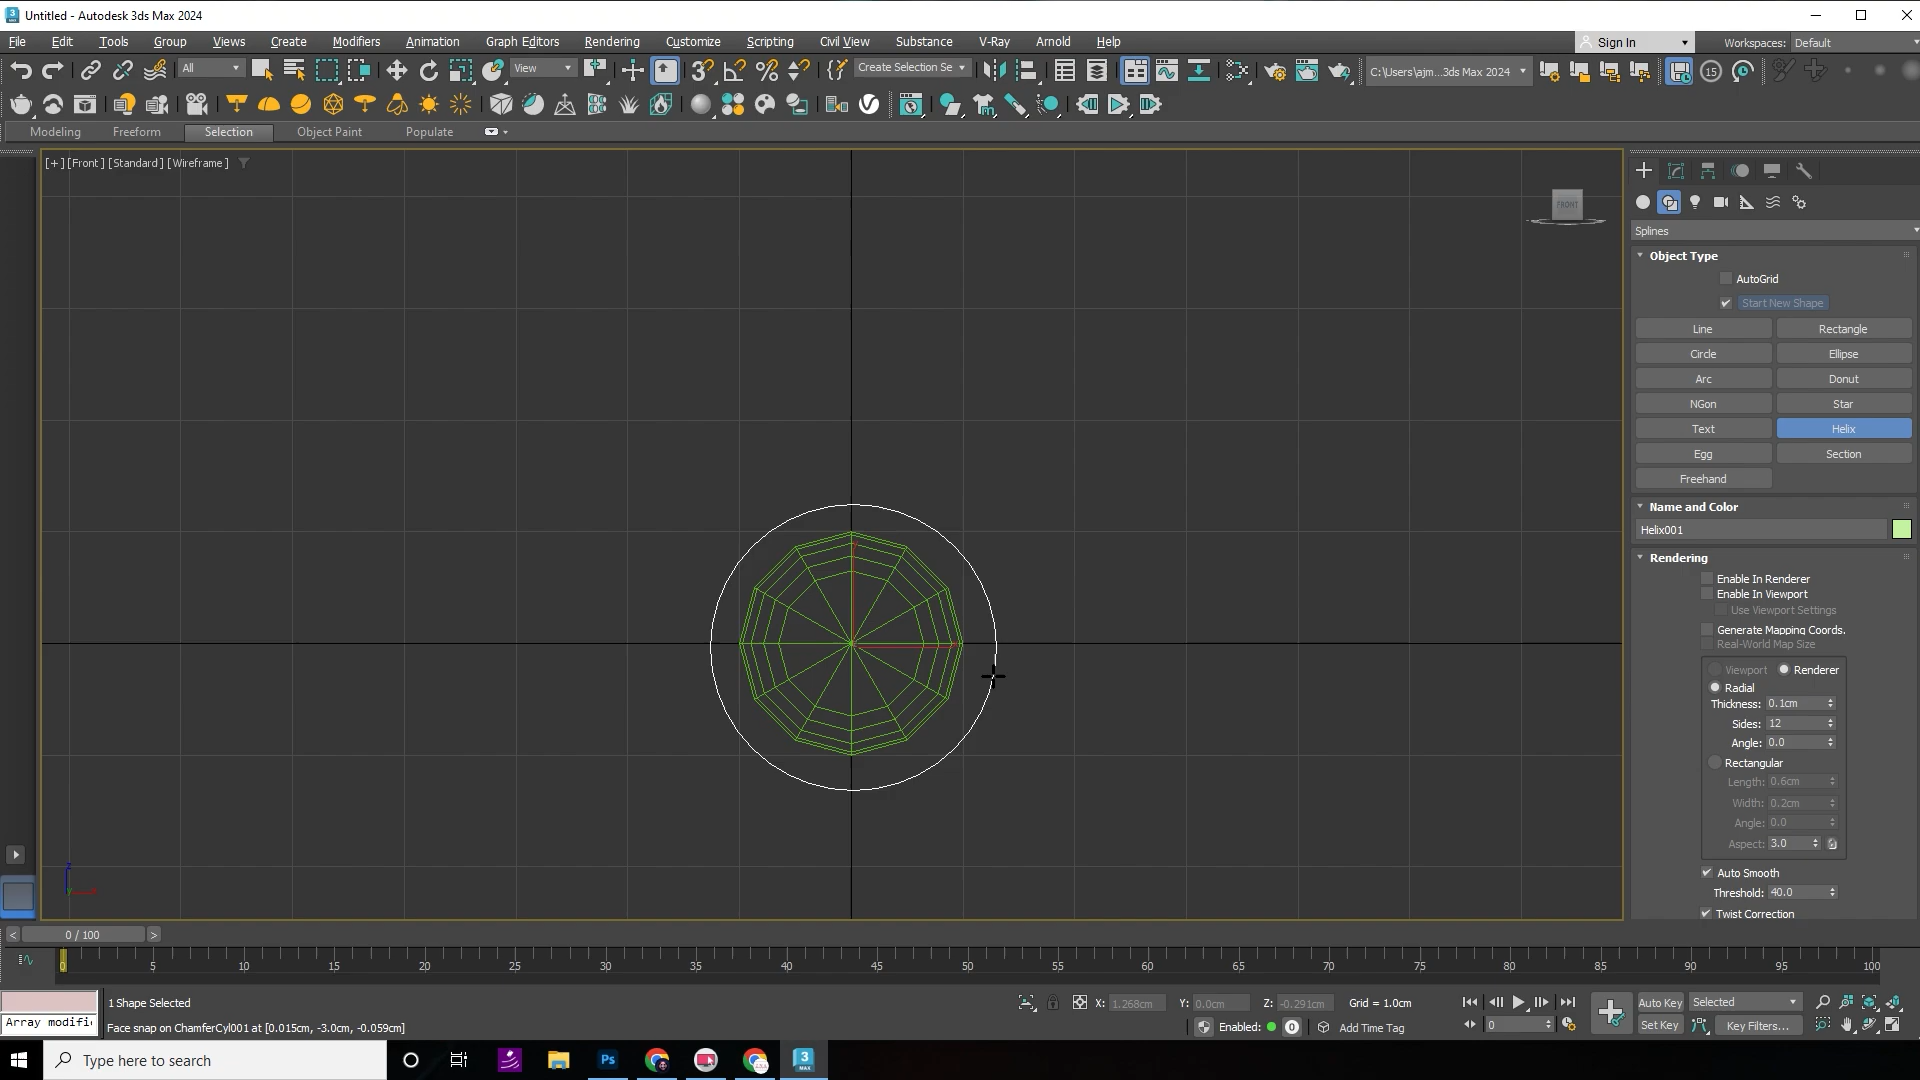 Untitled - Autodesk 3ds Max 2024
File Edit Tools Group Views Create Modifiers Animation Graph Editors Rendering Customize Scripting Civil View Substance V-Ray Arnold Help
Sign In
Workspaces: Default
All
View
3
Create Selection Se
C:\Users\ajm...3ds Max 2024
15
Modeling Freeform Selection Object Paint Populate
[+] [Front] [Standard] [Wireframe]
FRONT
Splines
Object Type
AutoGrid
Start New Shape
Line Rectangle
Circle Ellipse
Arc Donut
NGon Star
Text Helix
Egg Section
Freehand
Name and Color
Helix001
Rendering
Enable In Renderer
Enable In Viewport
Use Viewport Settings
Generate Mapping Coords.
Real-World Map Size
Viewport Renderer
Radial
Thickness: 0.1cm
Sides: 12
Angle: 0.0
Rectangular
Length: 0.6cm
Width: 0.2cm
Angle: 0.0
Aspect: 3.0
Auto Smooth
Threshold: 40.0
Twist Correction
z
< 0 / 100 >
0 5 10 15 20 25 30 35 40 45 50 55 60 65 70 75 80 85 90 95 100
1 Shape Selected
X: 1.268cm Y: 0.0cm Z: -0.291cm Grid = 1.0cm
Auto Key Selected
Array modifi
Face snap on ChamferCyl001 at [0.015cm, -3.0cm, -0.059cm]
Enabled: 0 Add Time Tag
0
Set Key Key Filters...
Type here to search
Ps
3
MAX